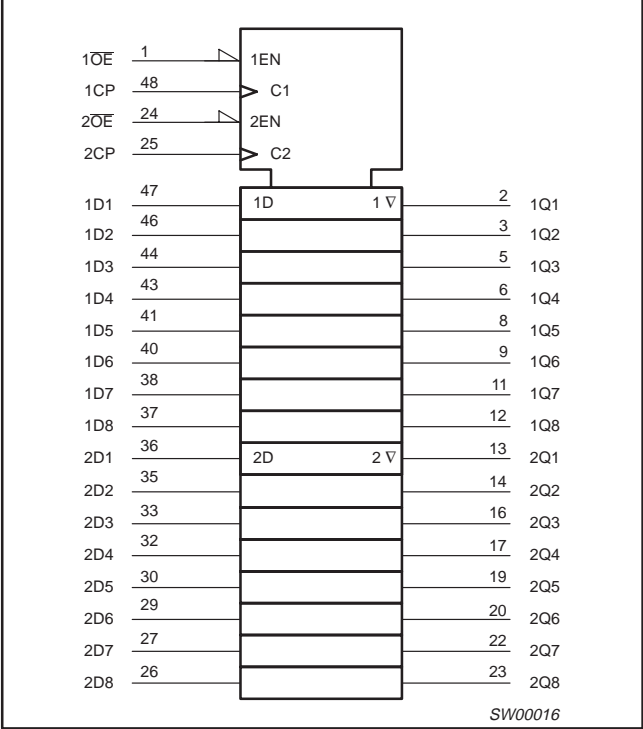 1O̅E̅ 1 1EN
1CP 48 C1
2O̅E̅ 24 2EN
2CP 25 C2
1D1 47 1D 1 ∇ 2 1Q1
1D2 46 3 1Q2
1D3 44 5 1Q3
1D4 43 6 1Q4
1D5 41 8 1Q5
1D6 40 9 1Q6
1D7 38 11 1Q7
1D8 37 12 1Q8
2D1 36 2D 2 ∇ 13 2Q1
2D2 35 14 2Q2
2D3 33 16 2Q3
2D4 32 17 2Q4
2D5 30 19 2Q5
2D6 29 20 2Q6
2D7 27 22 2Q7
2D8 26 23 2Q8
SW00016